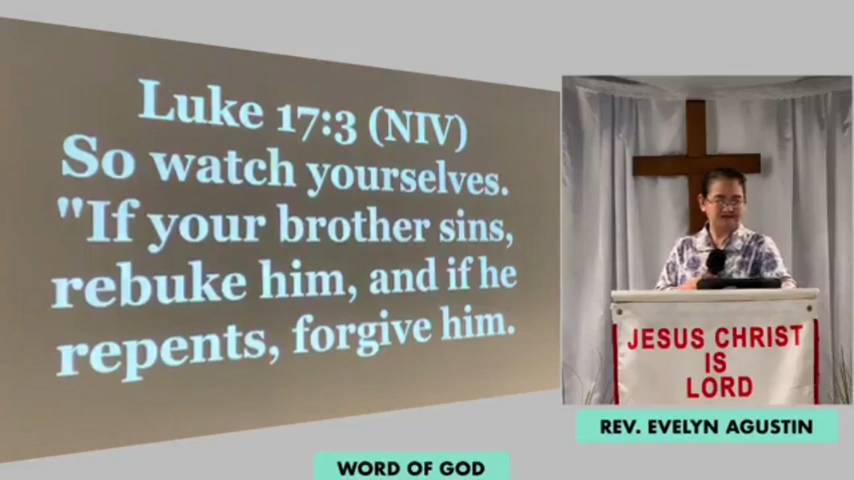 Luke 17:3 (NIV)
So watch yourselves.
"If your brother sins,
rebuke him, and if he
repents, forgive him.
JESUS CHRIST
IS
LORD
REV. EVELYN AGUSTIN
WORD OF GOD